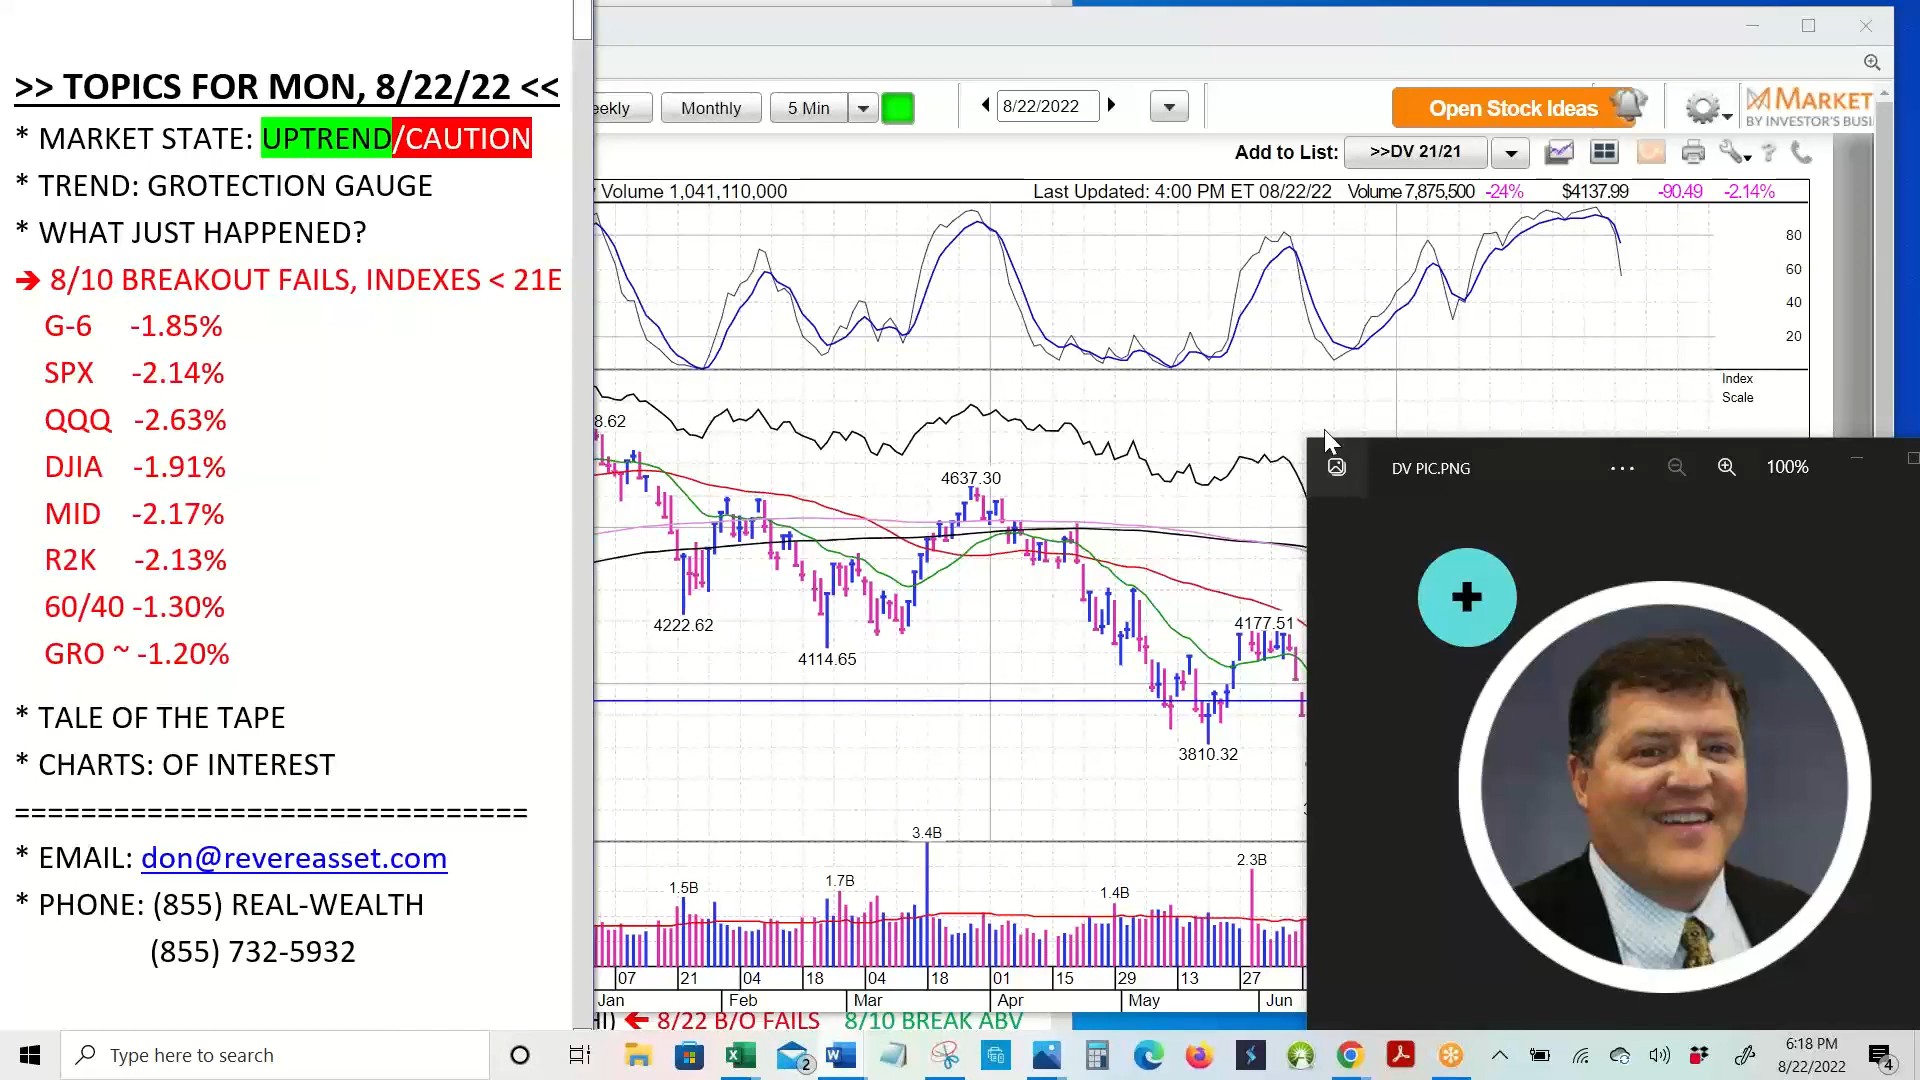 >> TOPICS FOR MON, 8/22/22 <<
* MARKET STATE: UPTREND/CAUTION
* TREND: GROTECTION GAUGE
* WHAT JUST HAPPENED?
➔ 8/10 BREAKOUT FAILS, INDEXES < 21E
G-6 -1.85%
SPX -2.14%
QQQ -2.63%
DJIA -1.91%
MID -2.17%
R2K -2.13%
60/40 -1.30%
GRO ~ -1.20%
* TALE OF THE TAPE
* CHARTS: OF INTEREST
===============================
* EMAIL: don@revereasset.com
* PHONE: (855) REAL-WEALTH
(855) 732-5932
eekly Monthly 5 Min 8/22/2022 Open Stock Ideas MARKET
BY INVESTOR'S BUSI
Add to List: >>DV 21/21
Volume 1,041,110,000 Last Updated: 4:00 PM ET 08/22/22 Volume 7,875,500 -24% $4137.99 -90.49 -2.14%
80
60
40
20
Index
Scale
8.62
4637.30
4222.62
4114.65
4177.51
3810.32
3.4B
1.5B
1.7B
1.4B
2.3B
07 21 04 18 04 18 01 15 29 13 27
Jan Feb Mar Apr May Jun
8/22 B/O FAILS 8/10 BREAK ABV
DV PIC.PNG ... 100%
Type here to search
2
6:18 PM
8/22/2022
4